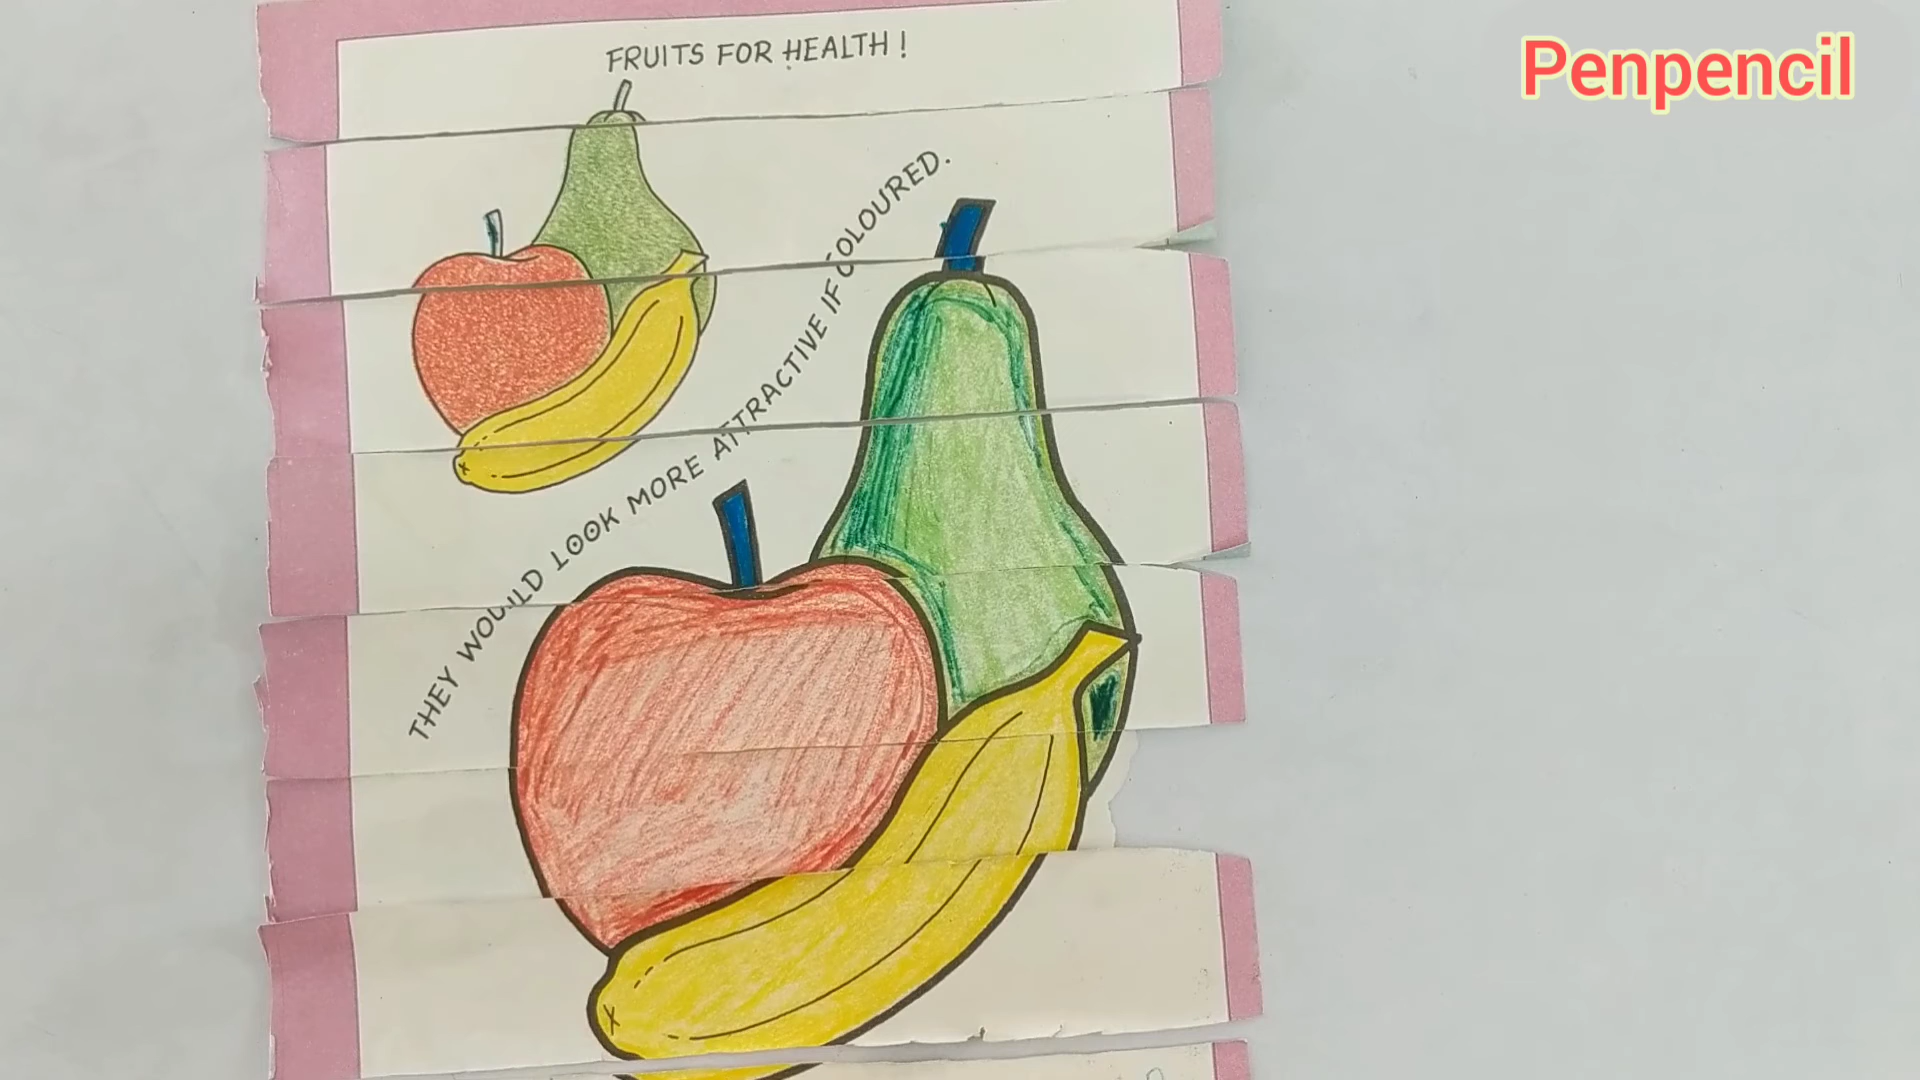 Penpencil
FRUITS FOR HEALTH!
THEY WOULD LOOK MORE ATTRACTIVE IF COLOURED.